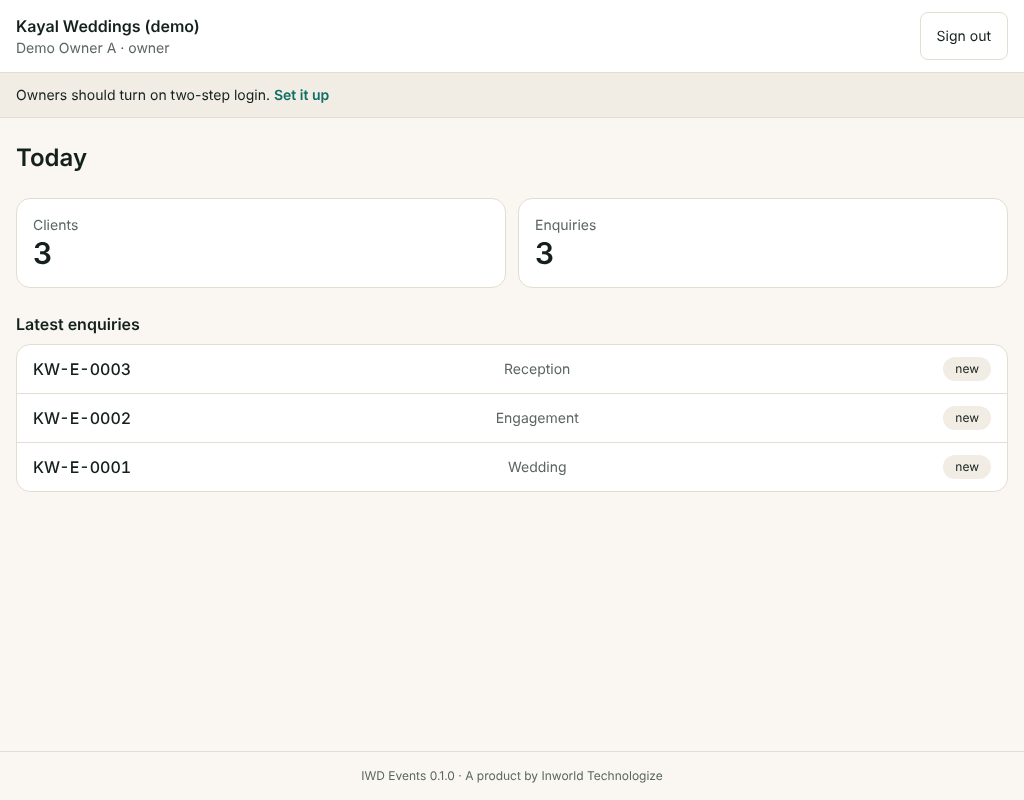 Kayal Weddings (demo)
Demo Owner A · owner
Sign out
Owners should turn on two-step login. Set it up
Today
Clients
3
Enquiries
3
Latest enquiries
KW-E-0003 Reception new
KW-E-0002 Engagement new
KW-E-0001 Wedding new
IWD Events 0.1.0 · A product by Inworld Technologize